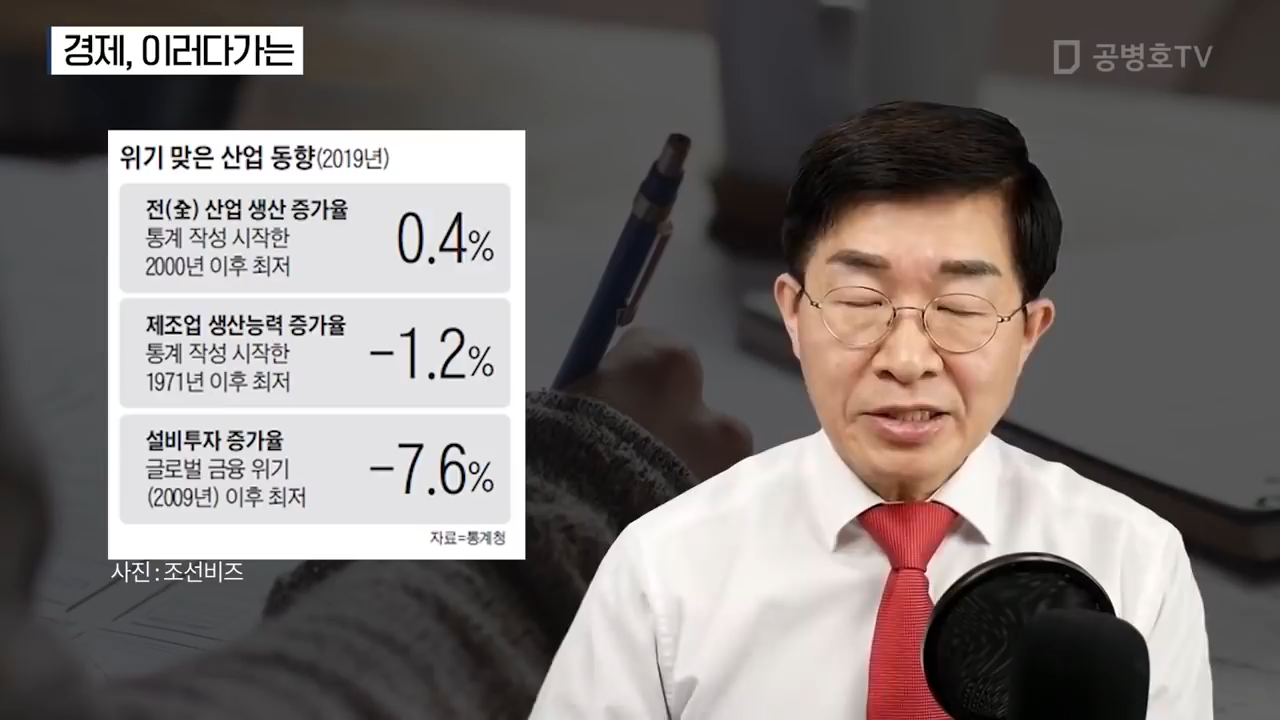 경제, 이러다가는
공병호TV
위기 맞은 산업 동향(2019년)
전(全) 산업 생산 증가율
통계 작성 시작한
2000년 이후 최저
0.4%
제조업 생산능력 증가율
통계 작성 시작한
1971년 이후 최저
-1.2%
설비투자 증가율
글로벌 금융 위기
(2009년) 이후 최저
-7.6%
자료=통계청
사진 : 조선비즈